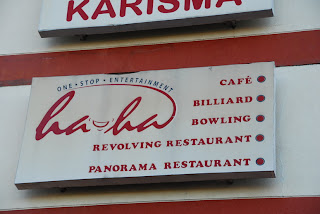 KARISMA
ONE • STOP • ENTERTAINMENT
ha-ha
CAFÉ
BILLIARD
BOWLING
REVOLVING RESTAURANT
PANORAMA RESTAURANT